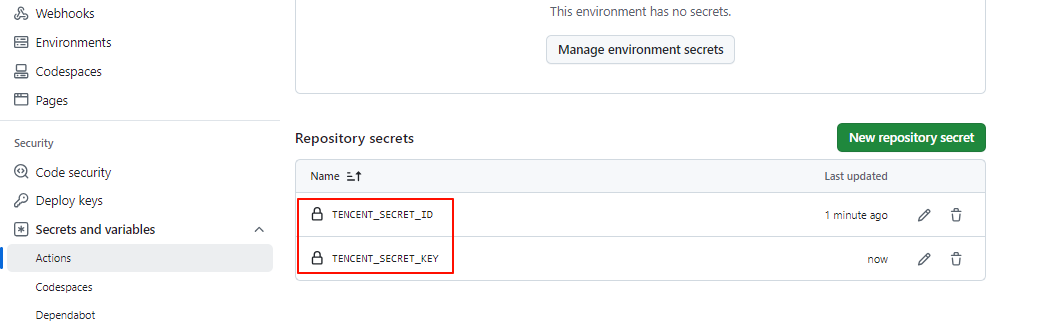 Webhooks
Environments
Codespaces
Pages
Security
Code security
Deploy keys
Secrets and variables
Actions
Codespaces
Dependabot
This environment has no secrets.
Manage environment secrets
Repository secrets
New repository secret
Name Last updated
TENCENT_SECRET_ID 1 minute ago
TENCENT_SECRET_KEY now